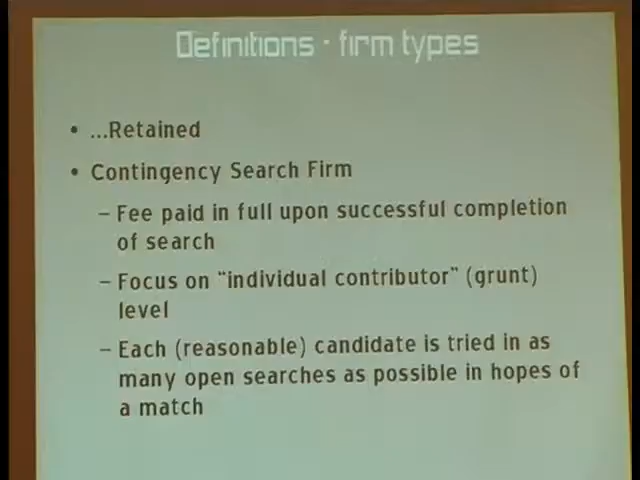 Definitions - firm types
• ...Retained
• Contingency Search Firm
– Fee paid in full upon successful completion
of search
– Focus on "individual contributor" (grunt)
level
– Each (reasonable) candidate is tried in as
many open searches as possible in hopes of
a match